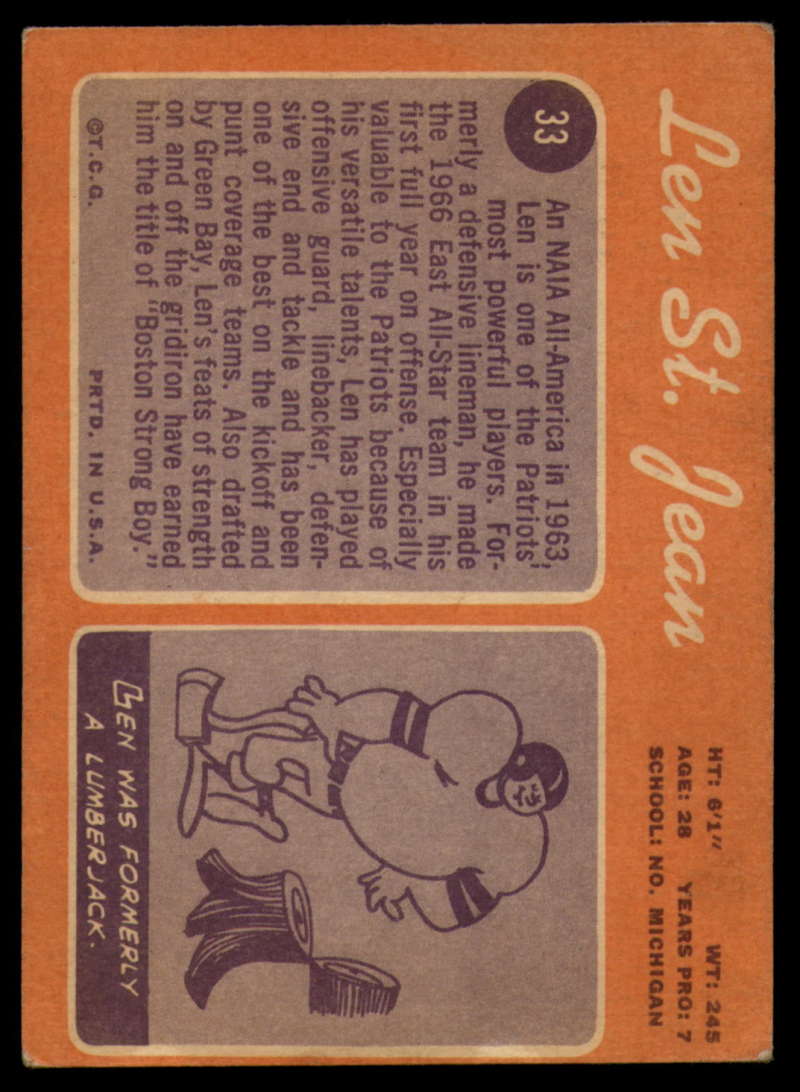 Len St. Jean
HT: 6'1" WT: 245
AGE: 28 YEARS PRO: 7
SCHOOL: NO. MICHIGAN
33
An NAIA All-America in 1963,
Len is one of the Patriots'
most powerful players. For-
merly a defensive lineman, he made
the 1966 East All-Star team in his
first full year on offense. Especially
valuable to the Patriots because of
his versatile talents, Len has played
offensive guard, linebacker, defen-
sive end and tackle and has been
one of the best on the kickoff and
punt coverage teams. Also drafted
by Green Bay, Len's feats of strength
on and off the gridiron have earned
him the title of "Boston Strong Boy."
©T.C.G. PRTD. IN U.S.A.
LEN WAS FORMERLY
A LUMBERJACK.